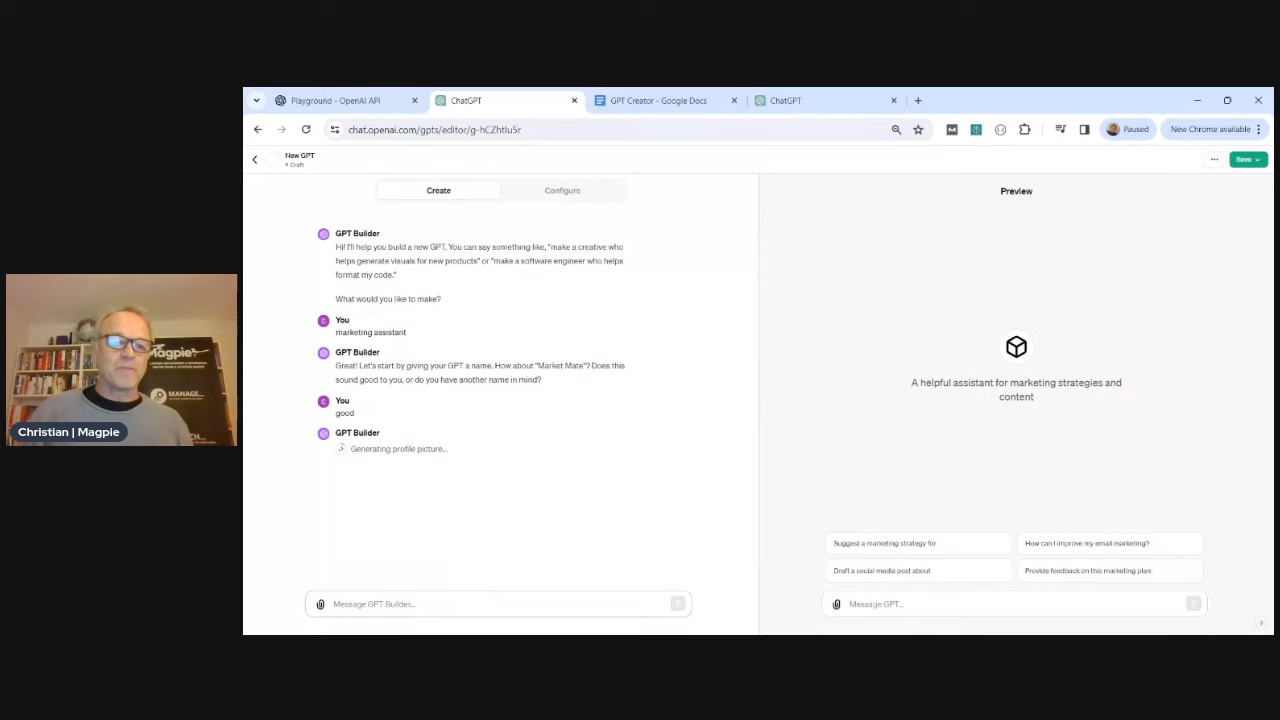 Playground - OpenAI API
ChatGPT
GPT Creator - Google Docs
ChatGPT
chat.openai.com/gpts/editor/g-hCZhtlu5r
Paused
New Chrome available
New GPT
Draft
Save
Create
Configure
Preview
GPT Builder
Hi! I'll help you build a new GPT. You can say something like, "make a creative who
helps generate visuals for new products" or "make a software engineer who helps
format my code."
What would you like to make?
You
marketing assistant
GPT Builder
Great! Let's start by giving your GPT a name. How about "Market Mate"? Does this
sound good to you, or do you have another name in mind?
You
good
GPT Builder
Generating profile picture...
Message GPT Builder...
A helpful assistant for marketing strategies and
content
Suggest a marketing strategy for
How can I improve my email marketing?
Draft a social media post about
Provide feedback on this marketing plan:
Message GPT...
?
Magpie
MANAGE...
Christian | Magpie